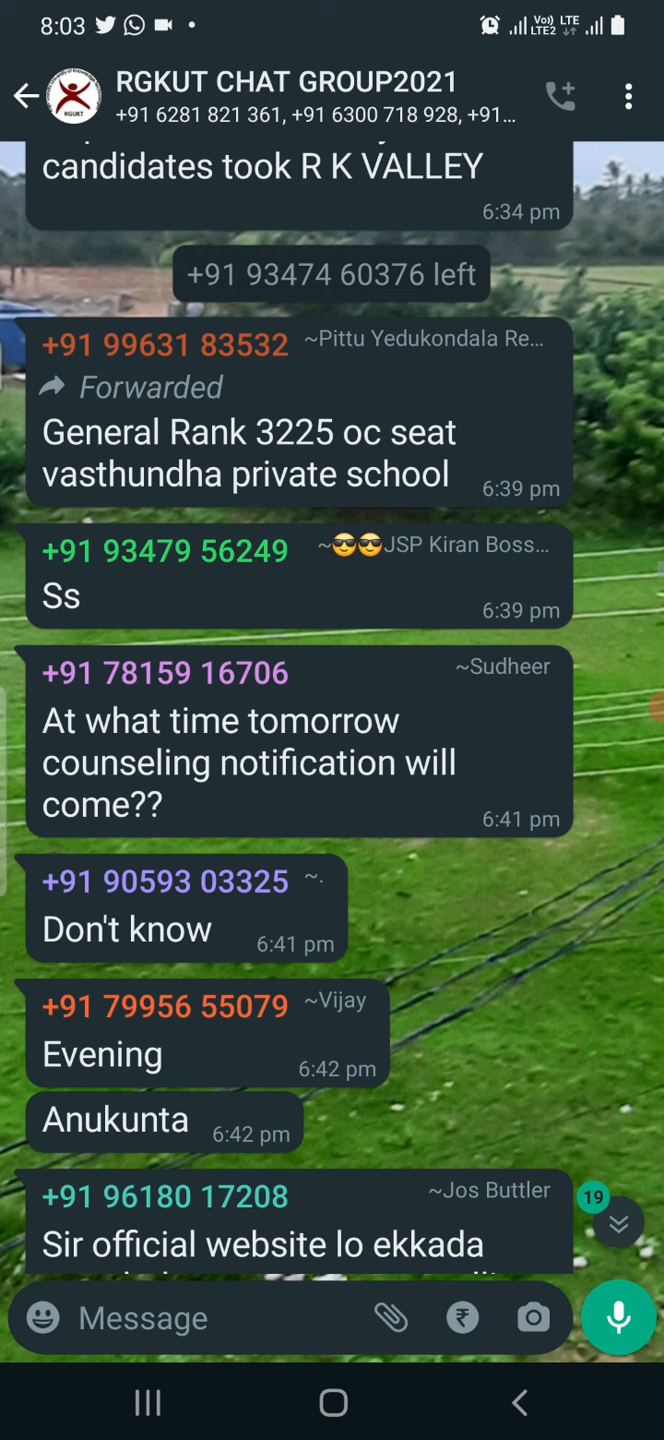 8:03
Vo)) LTE
LTE2
RGKUT CHAT GROUP2021
RGUKT
+91 6281 821 361, +91 6300 718 928, +91...
candidates took R K VALLEY
6:34 pm
+91 93474 60376 left
+91 99631 83532 ~Pittu Yedukondala Re...
Forwarded
General Rank 3225 oc seat
vasthundha private school
6:39 pm
+91 93479 56249 ~😎😎JSP Kiran Boss...
Ss
6:39 pm
+91 78159 16706 ~Sudheer
At what time tomorrow
counseling notification will
come??
6:41 pm
+91 90593 03325 ~.
Don't know 6:41 pm
+91 79956 55079 ~Vijay
Evening 6:42 pm
Anukunta 6:42 pm
+91 96180 17208 ~Jos Buttler
19
Sir official website lo ekkada
Message